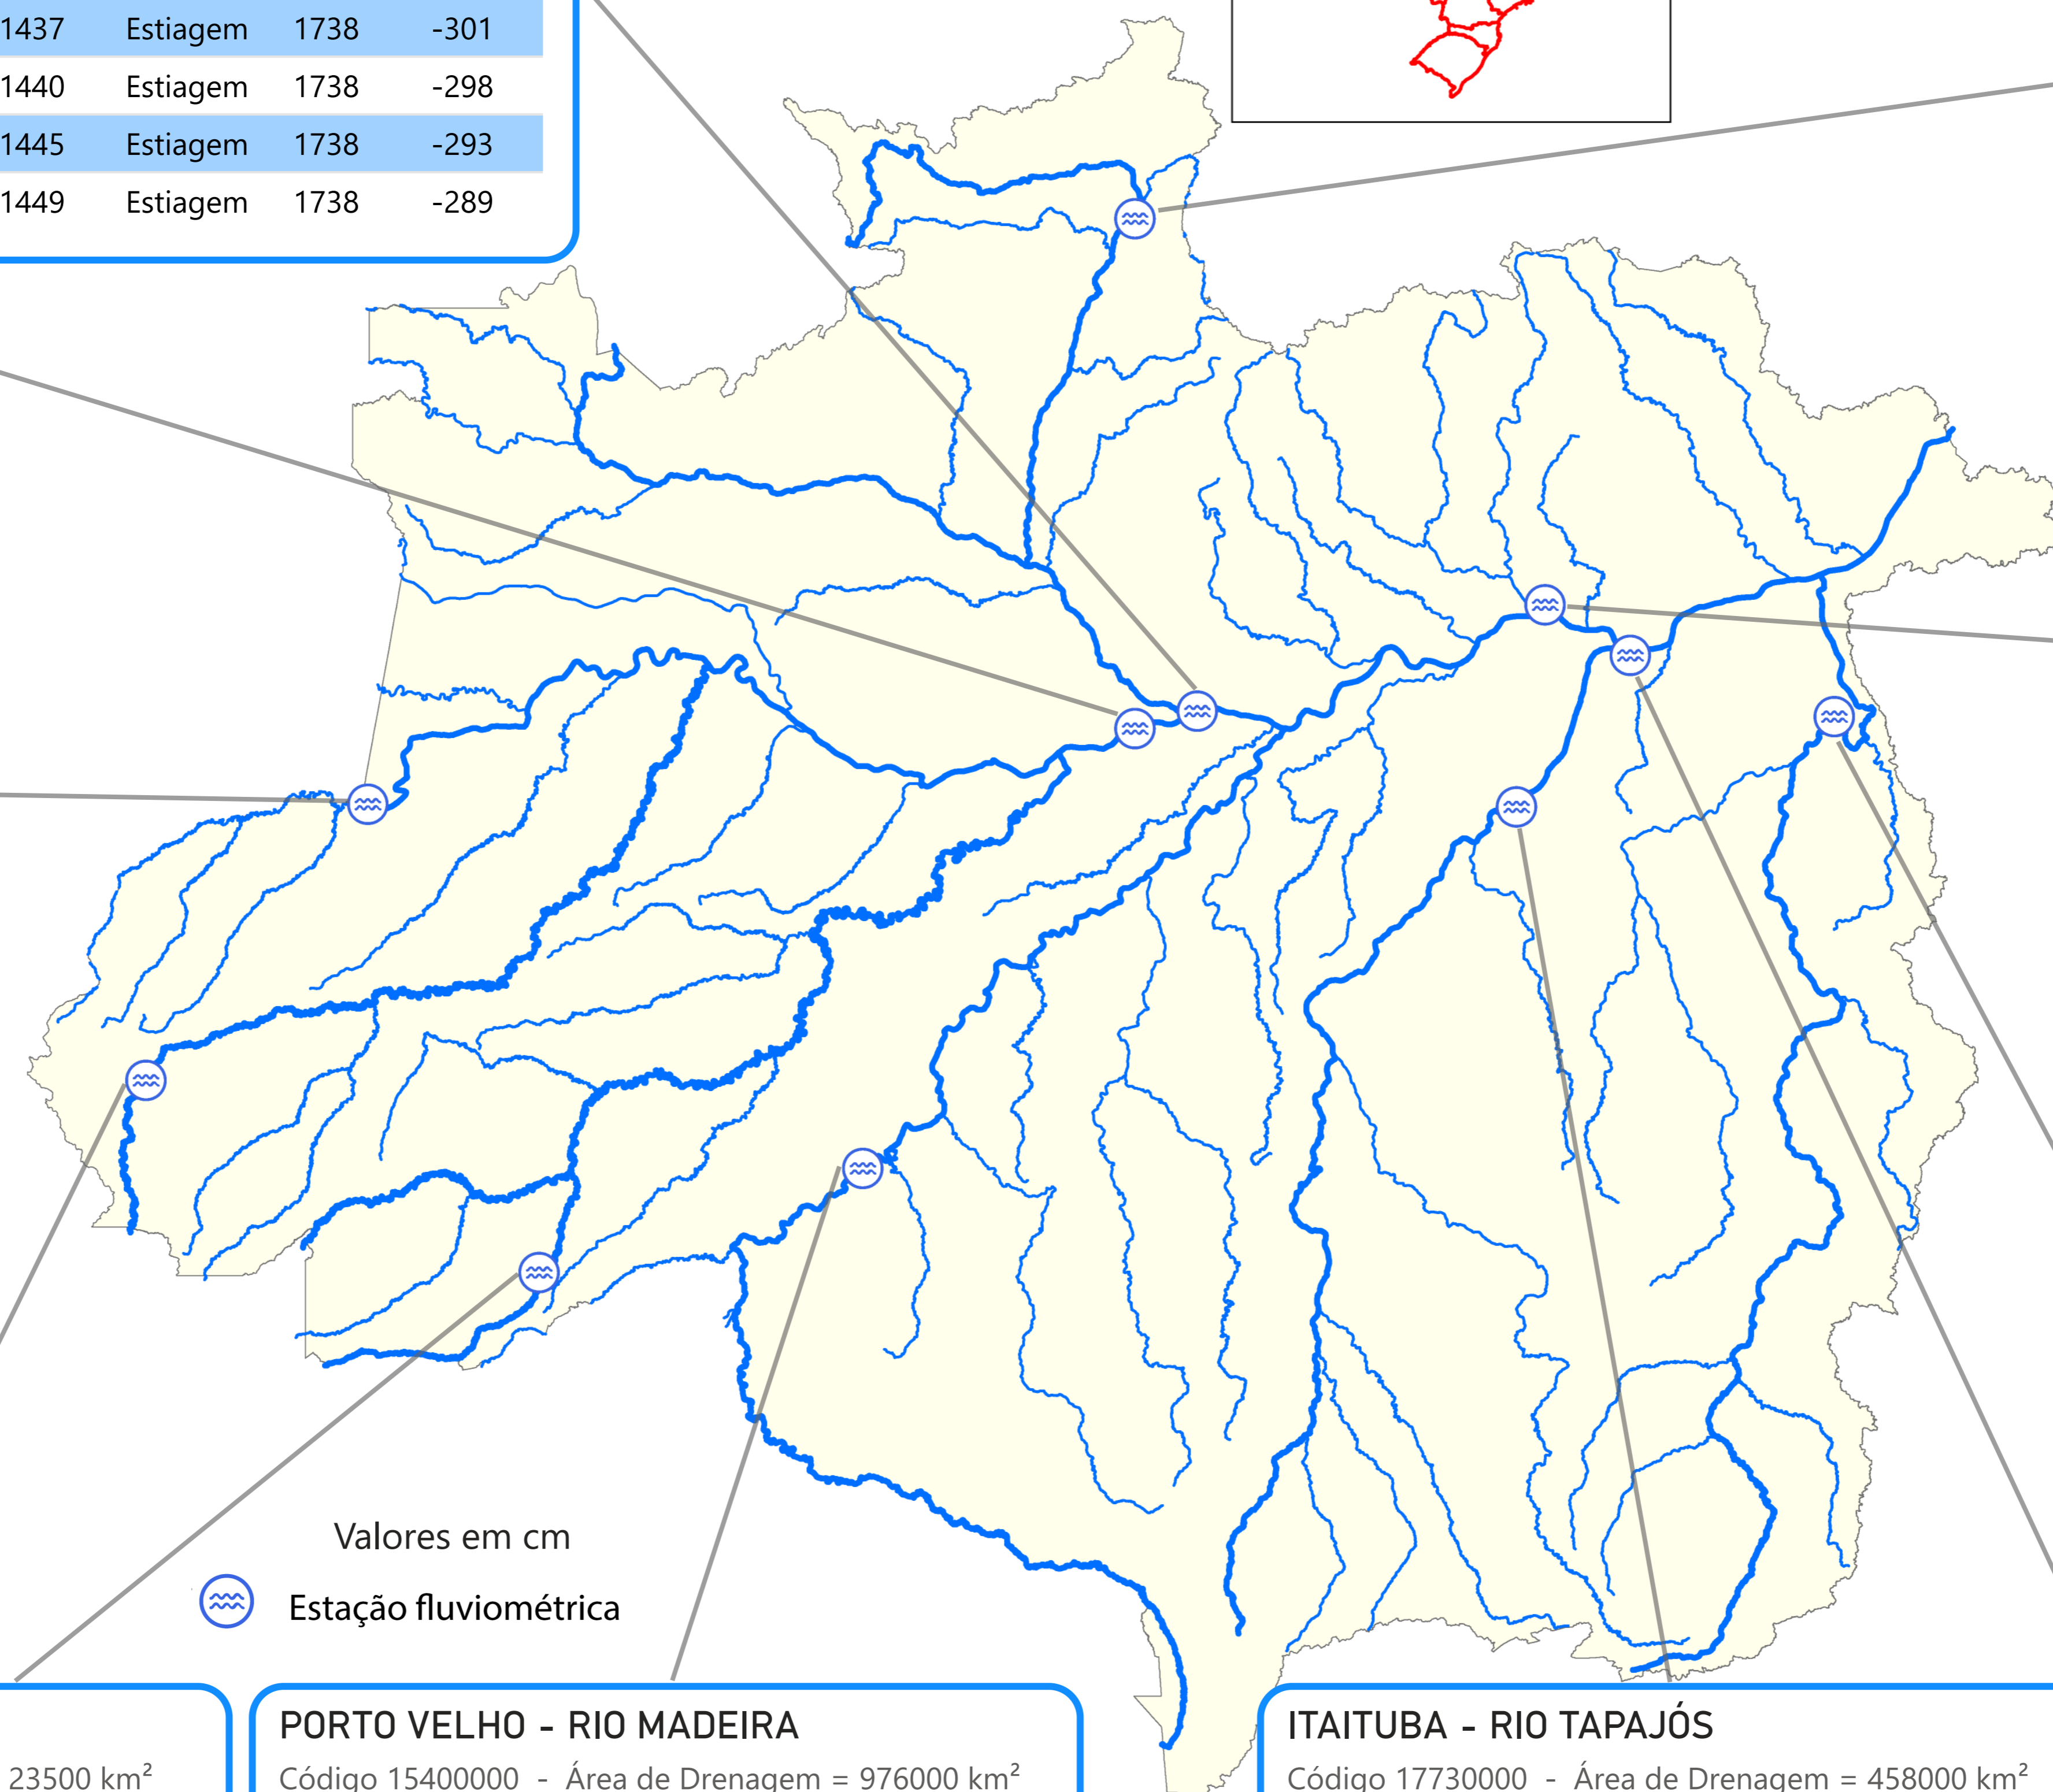 1437 Estiagem 1738 -301
1440 Estiagem 1738 -298
1445 Estiagem 1738 -293
1449 Estiagem 1738 -289
Valores em cm
Estação fluviométrica
23500 km²
PORTO VELHO - RIO MADEIRA
Código 15400000 - Área de Drenagem = 976000 km²
ITAITUBA - RIO TAPAJÓS
Código 17730000 - Área de Drenagem = 458000 km²